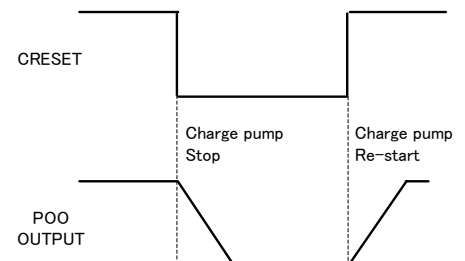 CRESET
Charge pump
Stop
Charge pump
Re-start
POO
OUTPUT